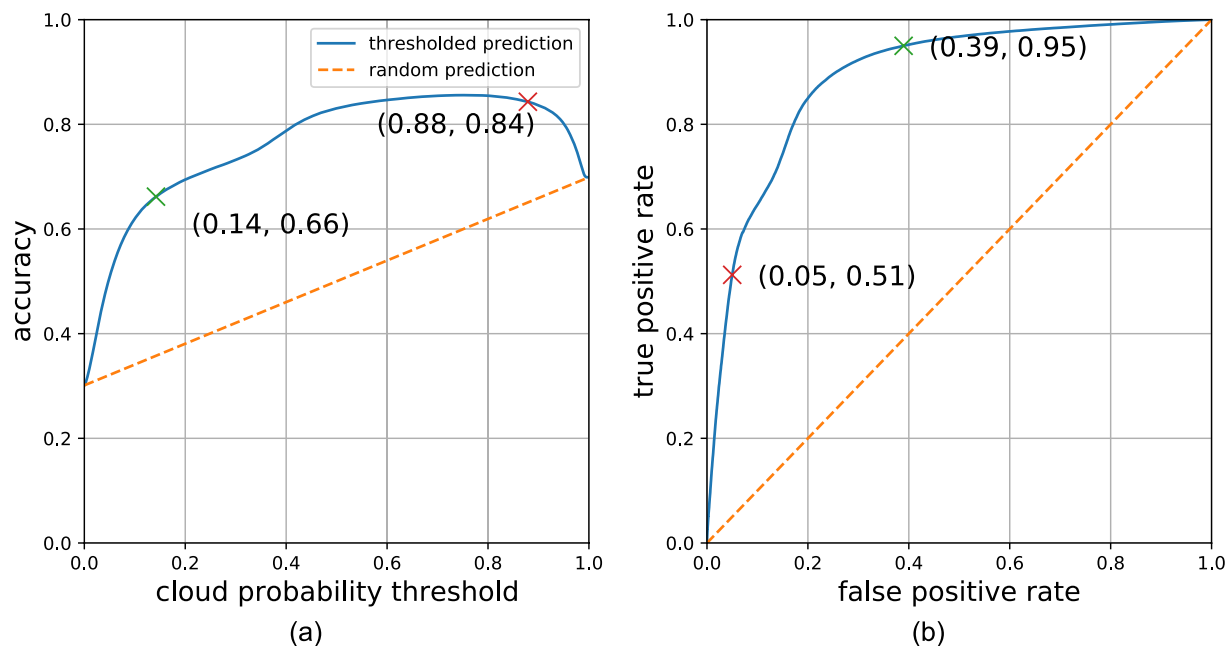 1.0
0.8
0.6
0.4
0.2
0.0
accuracy
thresholded prediction
random prediction
(0.88, 0.84)
(0.14, 0.66)
0.0 0.2 0.4 0.6 0.8 1.0
cloud probability threshold
(a)
1.0
0.8
0.6
0.4
0.2
0.0
true positive rate
(0.39, 0.95)
(0.05, 0.51)
0.0 0.2 0.4 0.6 0.8 1.0
false positive rate
(b)